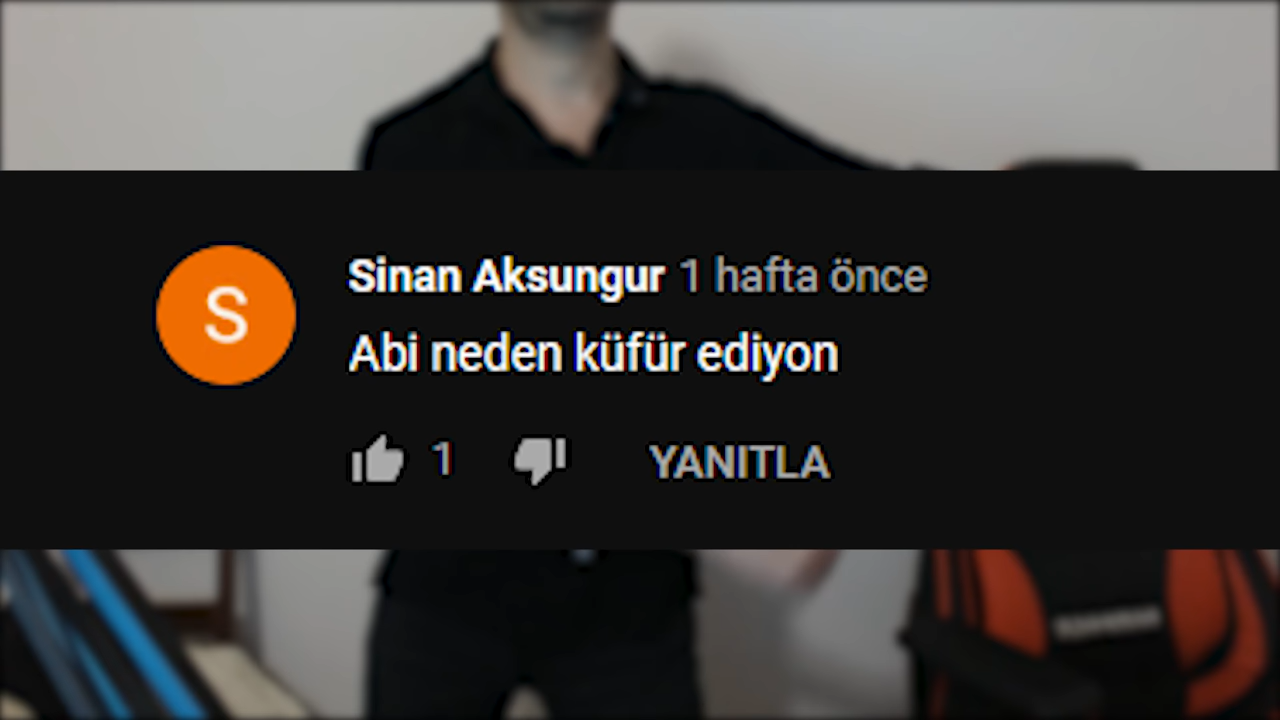 S
Sinan Aksungur 1 hafta önce
Abi neden küfür ediyon
1 YANITLA